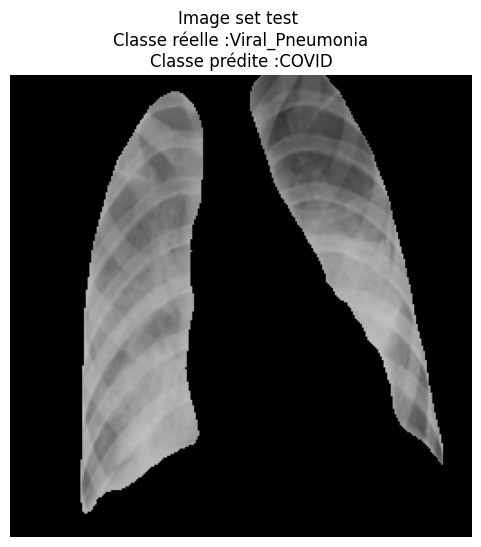 Image set test
Classe réelle :Viral_Pneumonia
Classe prédite :COVID